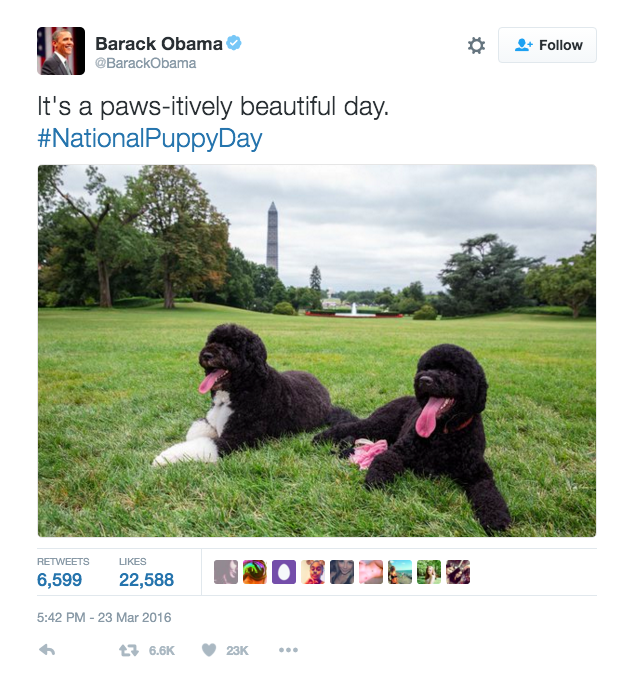 Barack Obama
@BarackObama
Follow
It's a paws-itively beautiful day.
#NationalPuppyDay
RETWEETS
LIKES
6,599
22,588
5:42 PM - 23 Mar 2016
6.6K
23K